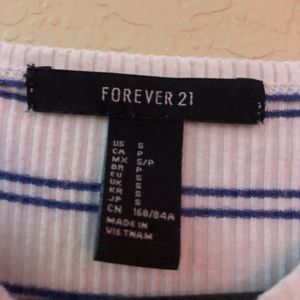 FOREVER 21
US S
CA P
MX S/P
BR P
EU S
UK S
KR S
JP S
CN 160/84A
MADE IN
VIETNAM